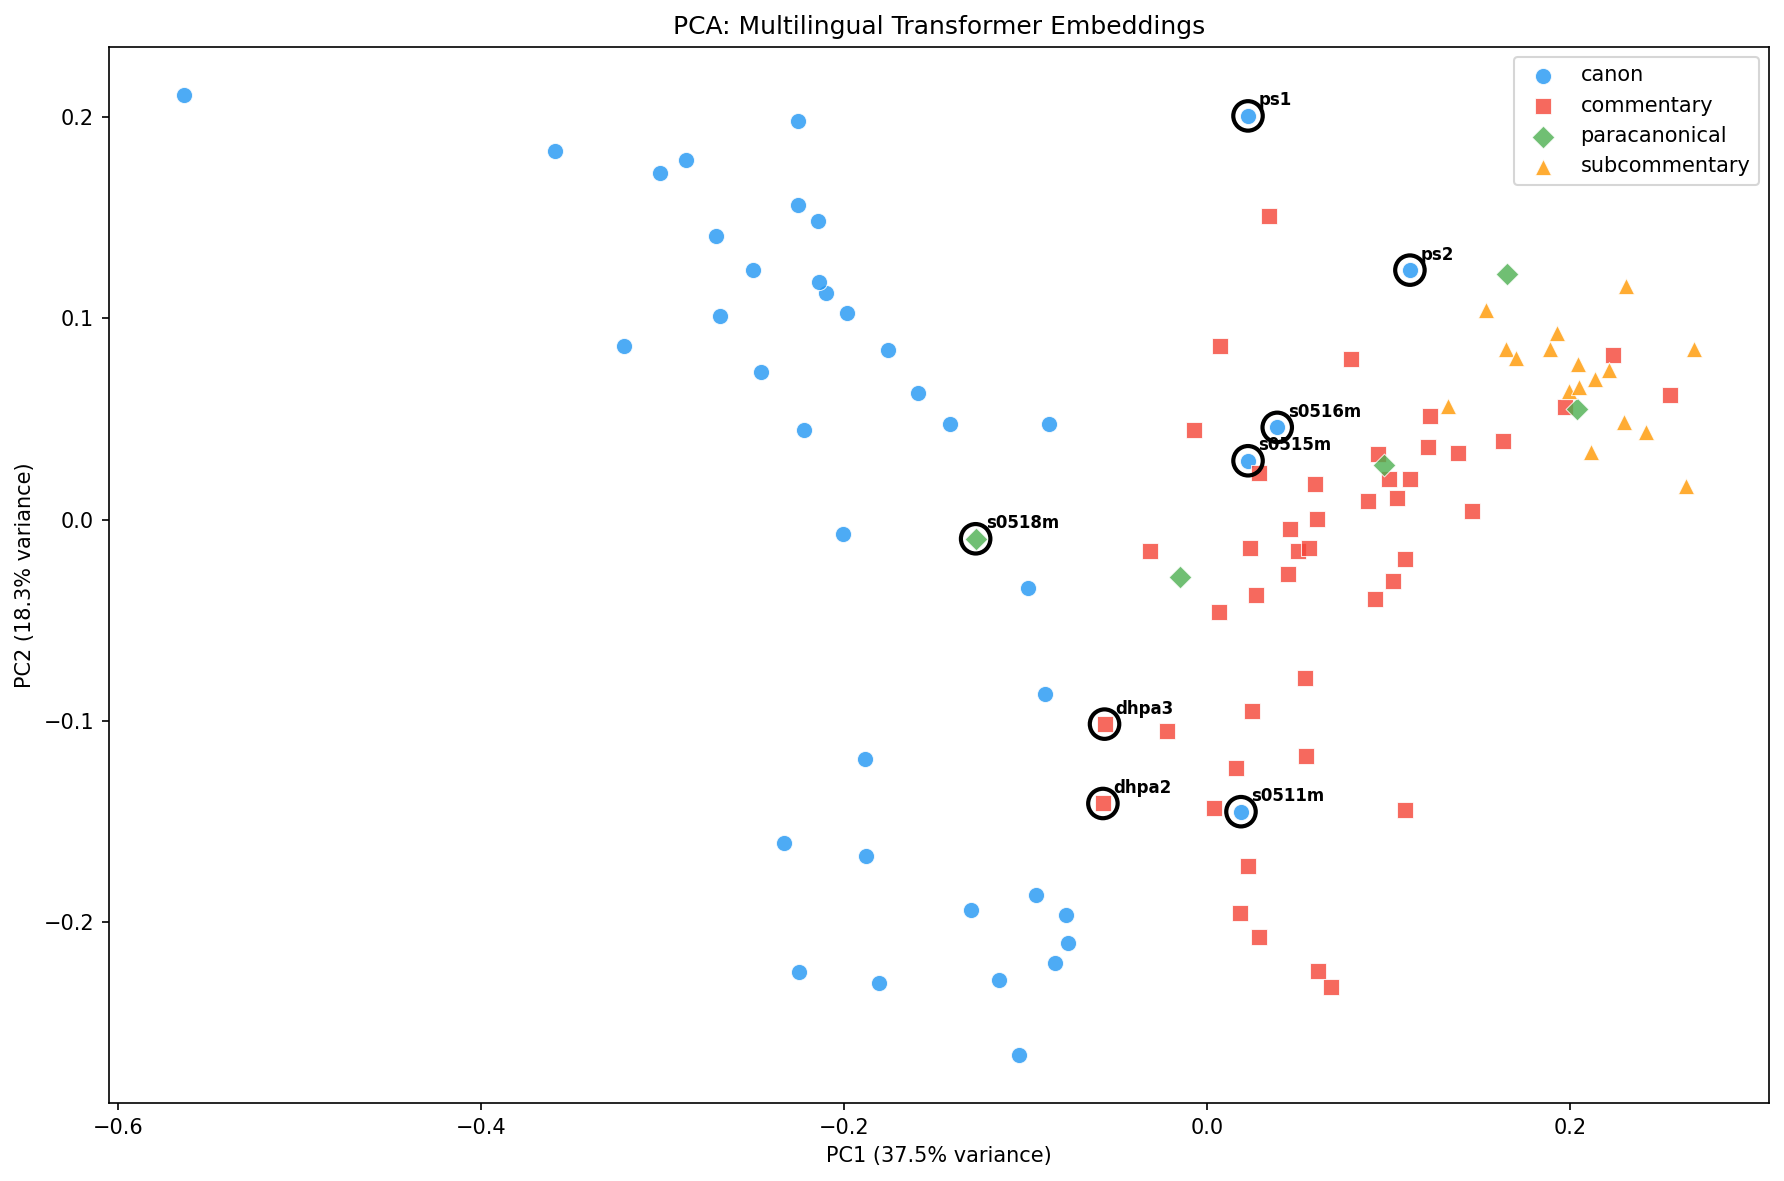 PCA: Multilingual Transformer Embeddings
canon
commentary
paracanonical
subcommentary
ps1
ps2
s0516m
s0515m
s0518m
dhpa3
dhpa2
s0511m
0.2
0.1
0.0
−0.1
−0.2
PC2 (18.3% variance)
−0.6
−0.4
−0.2
0.0
0.2
PC1 (37.5% variance)